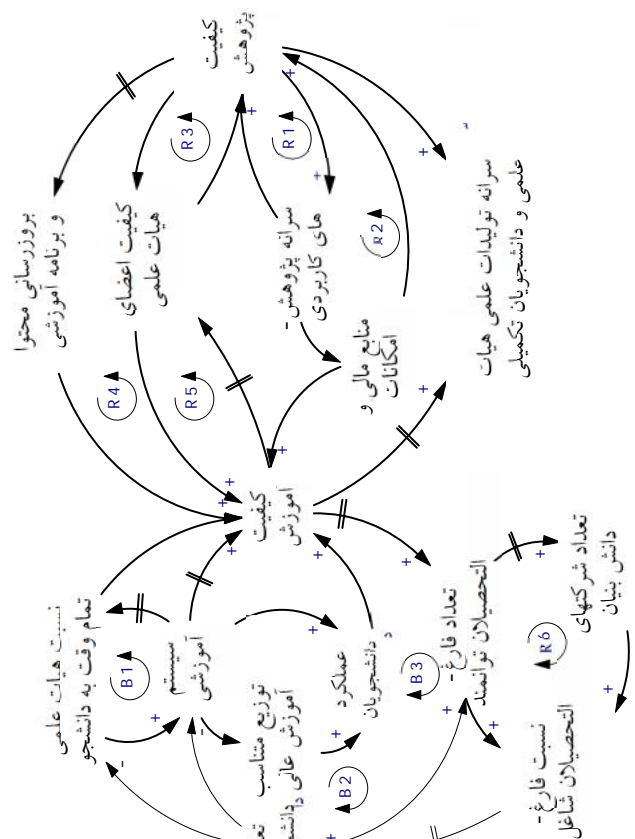 کیفیت
پژوهش
بروزرسانی محتوا
و برنامه آموزشی
کیفیت اعضای
هیات علمی
سرانه پژوهش-
های کاربردی
سرانه تولیدات علمی هیات
علمی و دانشجویان تکمیلی
منابع مالی و
امکانات
R3
R1
R2
R4
R5
کیفیت
آموزش
نسبت هیات علمی
تمام وقت به دانشجو
سیستم
آموزشی
عملکرد
دانشجویان
تعداد فارغ-
التحصیلان توانمند
تعداد شرکتهای
دانش بنیان
توزیع متناسب
آموزش عالی
نسبت فارغ-
التحصیلان شاغل
B1
B2
B3
R6